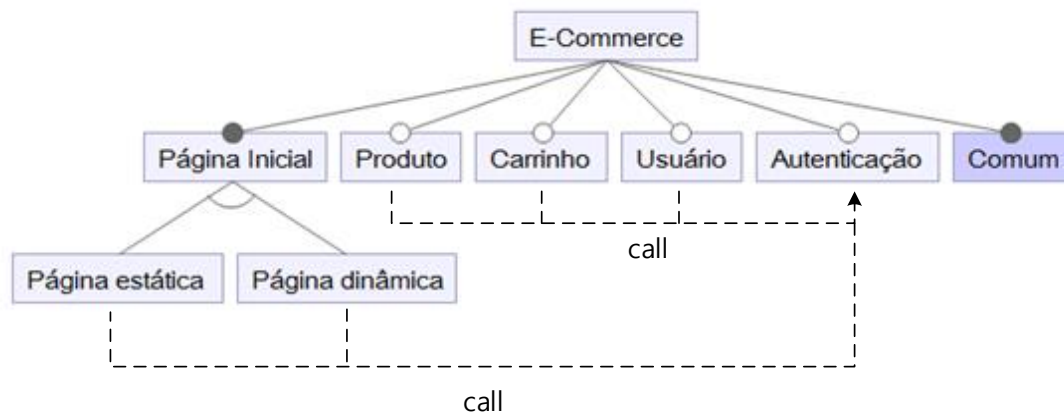 E-Commerce
Página Inicial
Produto
Carrinho
Usuário
Autenticação
Comum
call
Página estática
Página dinâmica
call